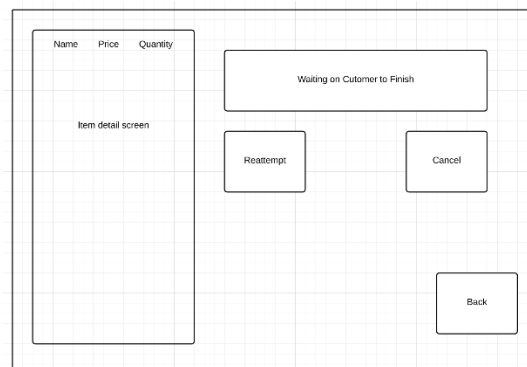 Name Price Quantity
Item detail screen
Waiting on Cutomer to Finish
Reattempt
Cancel
Back